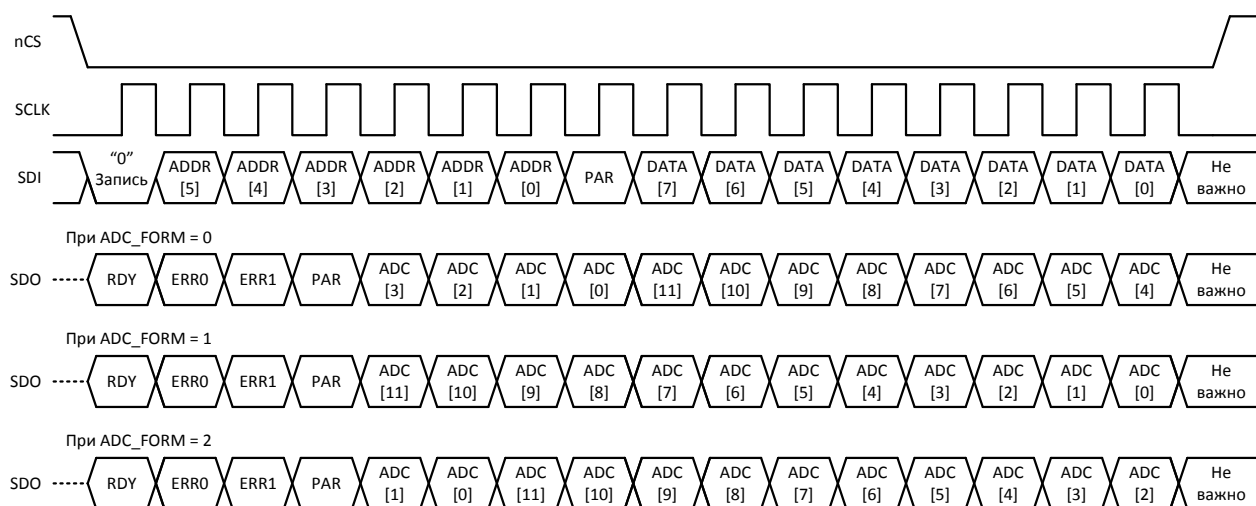 nCS
SCLK
SDI “0” Запись ADDR [5] ADDR [4] ADDR [3] ADDR [2] ADDR [1] ADDR [0] PAR DATA [7] DATA [6] DATA [5] DATA [4] DATA [3] DATA [2] DATA [1] DATA [0] Не важно
При ADC_FORM = 0
SDO RDY ERR0 ERR1 PAR ADC [3] ADC [2] ADC [1] ADC [0] ADC [11] ADC [10] ADC [9] ADC [8] ADC [7] ADC [6] ADC [5] ADC [4] Не важно
При ADC_FORM = 1
SDO RDY ERR0 ERR1 PAR ADC [11] ADC [10] ADC [9] ADC [8] ADC [7] ADC [6] ADC [5] ADC [4] ADC [3] ADC [2] ADC [1] ADC [0] Не важно
При ADC_FORM = 2
SDO RDY ERR0 ERR1 PAR ADC [1] ADC [0] ADC [11] ADC [10] ADC [9] ADC [8] ADC [7] ADC [6] ADC [5] ADC [4] ADC [3] ADC [2] Не важно